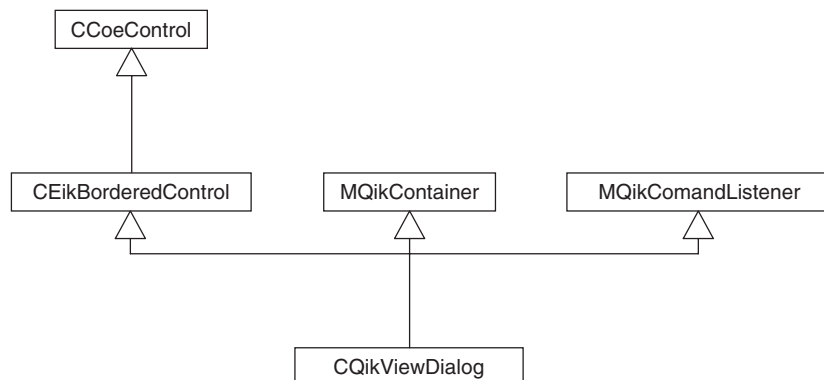 CCoeControl
CEikBorderedControl
MQikContainer
MQikComandListener
CQikViewDialog